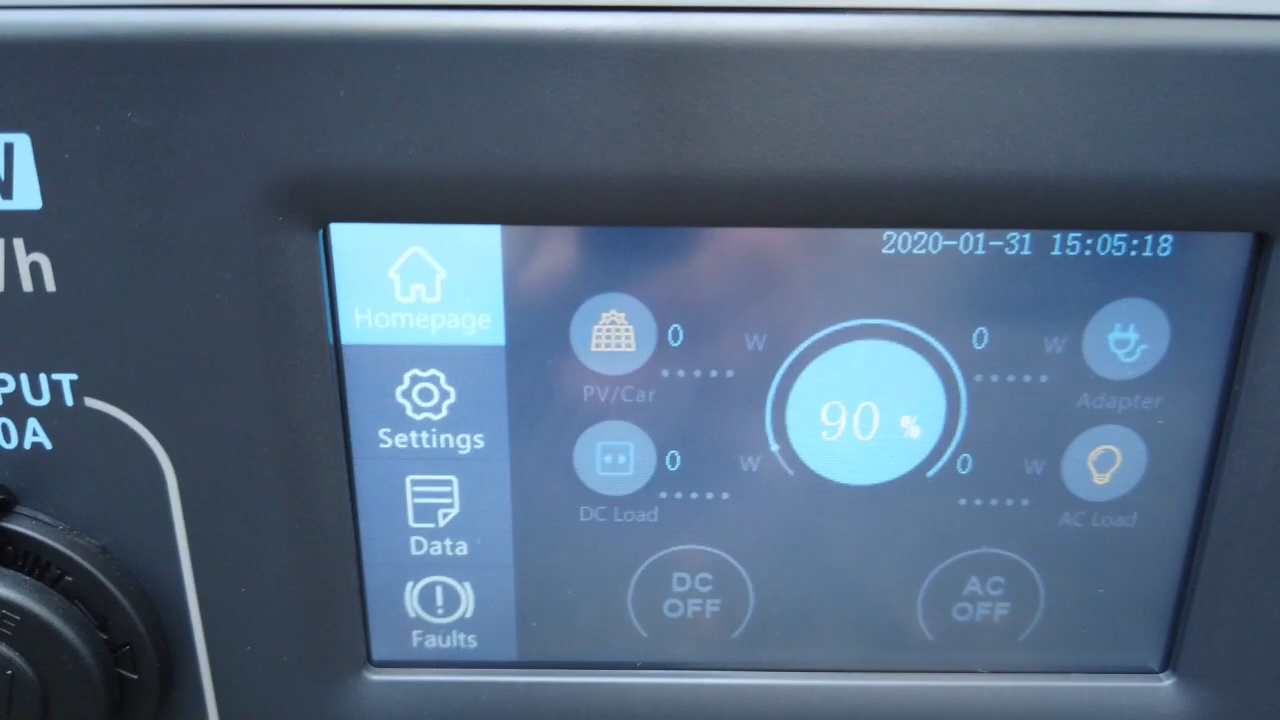 Wh
PUT
0A
Homepage
Settings
Data
Faults
2020-01-31 15:05:18
0 W
PV/Car
0 W
DC Load
90 %
0 W
Adapter
0 W
AC Load
DC
OFF
AC
OFF